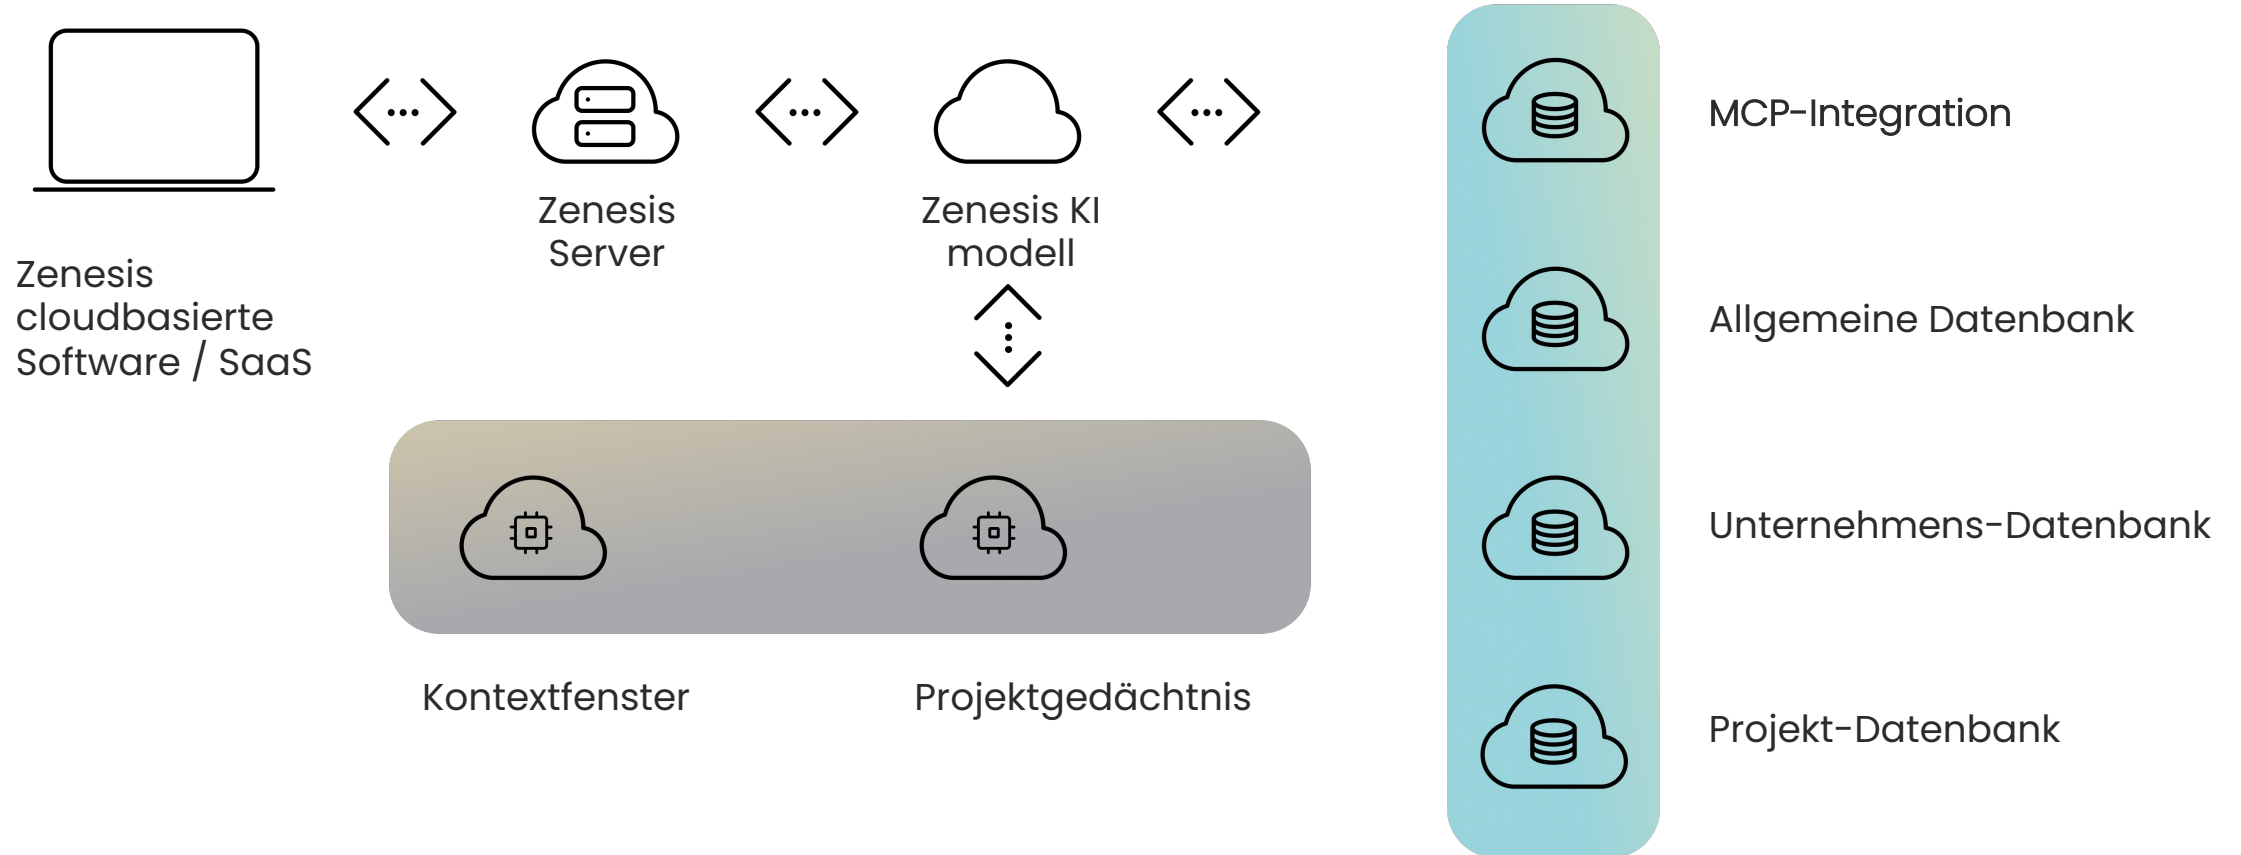 Zenesis
cloudbasierte
Software / SaaS
Zenesis
Server
Zenesis KI
modell
Kontextfenster
Projektgedächtnis
MCP-Integration
Allgemeine Datenbank
Unternehmens-Datenbank
Projekt-Datenbank